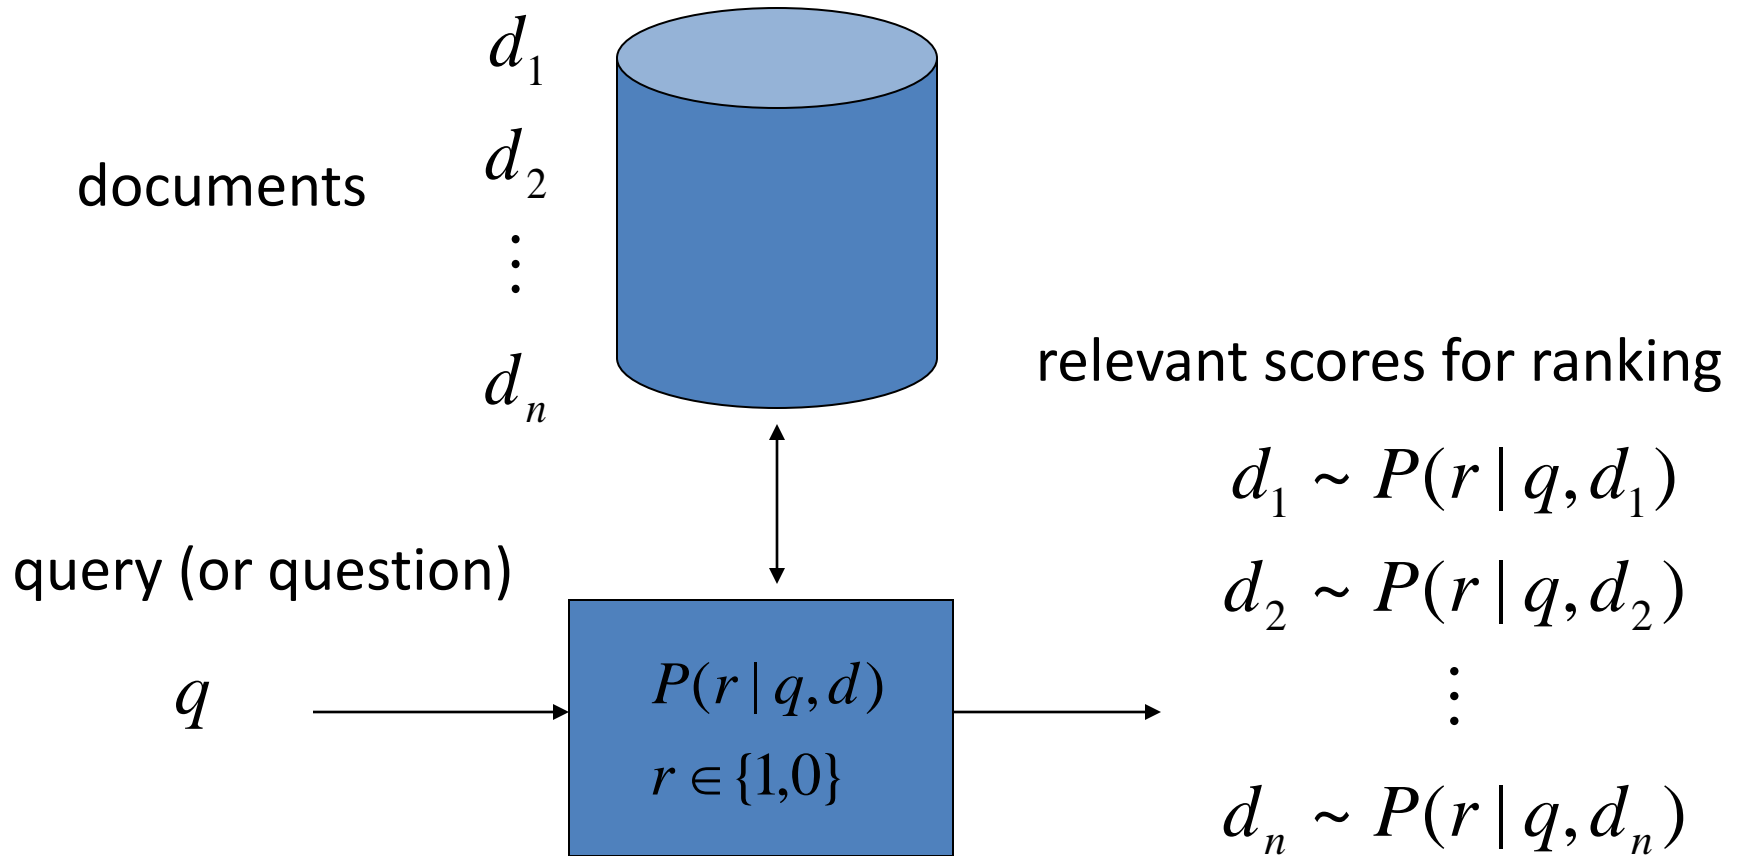 d₁
documents
d₂
⋮
dₙ
relevant scores for ranking
d₁ ~ P(r | q, d₁)
query (or question)
d₂ ~ P(r | q, d₂)
q
P(r | q, d)
⋮
r ∈ {1,0}
dₙ ~ P(r | q, dₙ)